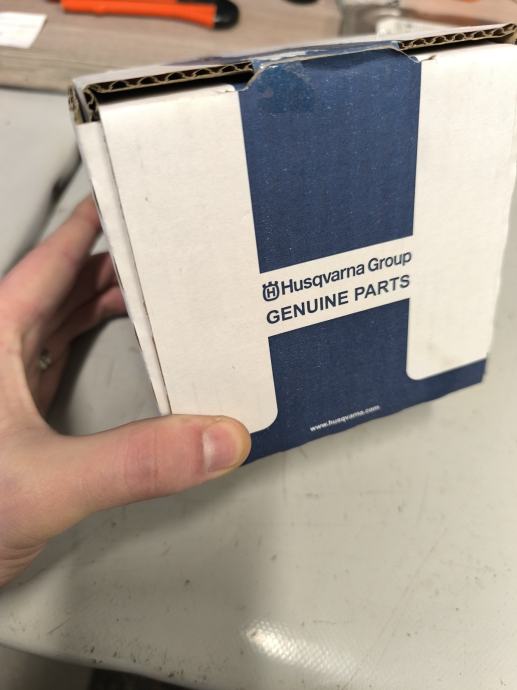 Husqvarna Group
GENUINE PARTS
www.husqvarna.com